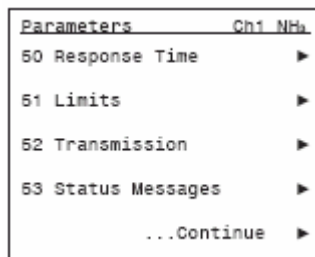 Parameters Ch1 NH₃
50 Response Time ▶
51 Limits ▶
52 Transmission ▶
53 Status Messages ▶
...Continue ▶